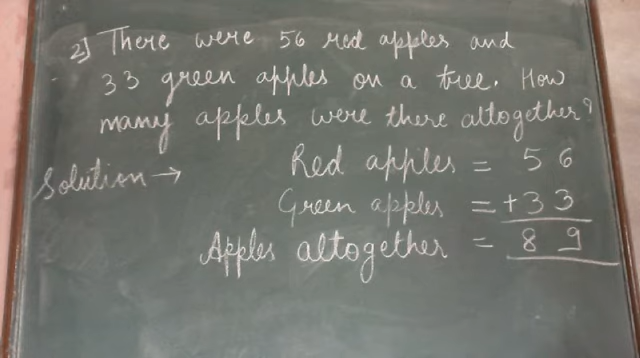 2) There were 56 red apples and
33 green apples on a tree. How
many apples were there altogether?
Solution → Red apples = 56
Green apples = +33
Apples altogether = 89